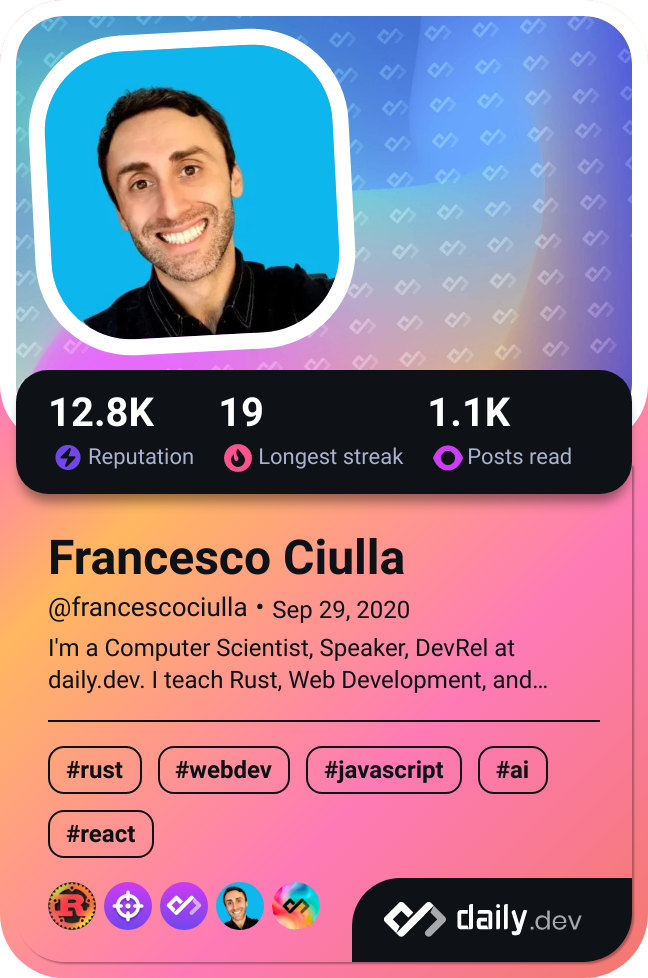 12.8K 19 1.1K
Reputation Longest streak Posts read
Francesco Ciulla
@francescociulla • Sep 29, 2020
I'm a Computer Scientist, Speaker, DevRel at
daily.dev. I teach Rust, Web Development, and…
#rust #webdev #javascript #ai
#react
R
daily.dev